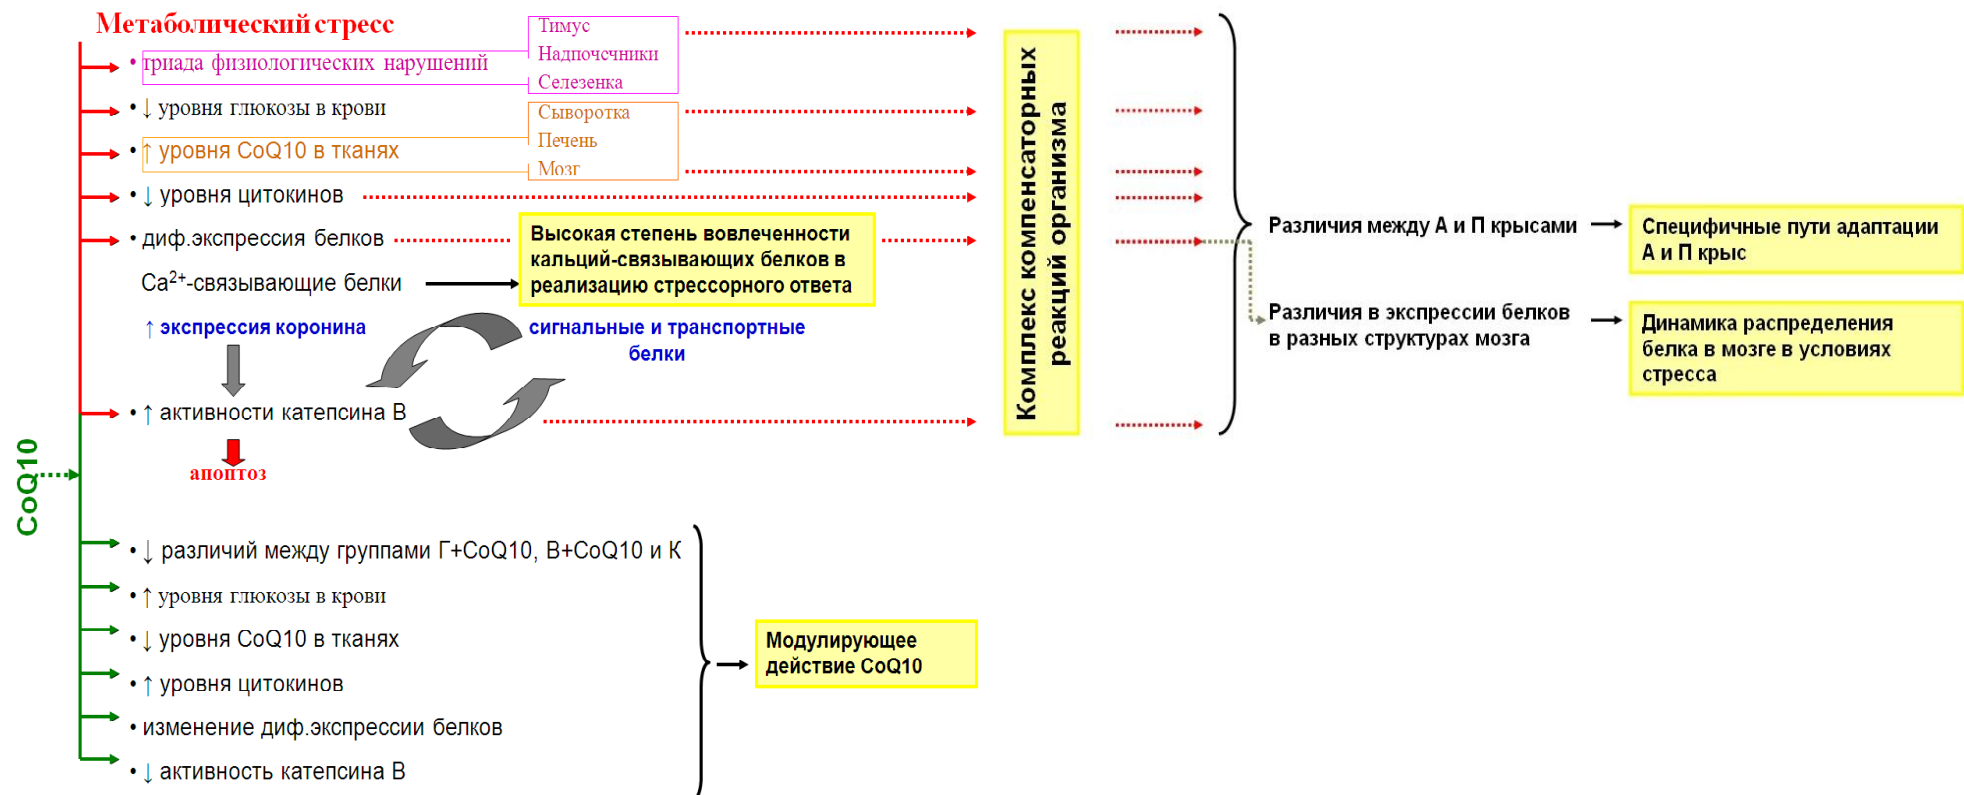 Метаболический стресс
• триада физиологических нарушений
Тимус
Надпочечники
Селезенка
• ↓ уровня глюкозы в крови
• ↑ уровня CoQ10 в тканях
Сыворотка
Печень
Мозг
• ↓ уровня цитокинов
• диф.экспрессия белков
Ca²⁺-связывающие белки
Высокая степень вовлеченности
кальций-связывающих белков в
реализацию стрессорного ответа
↑ экспрессия коронина
сигнальные и транспортные
белки
• ↑ активности катепсина В
апоптоз
Комплекс компенсаторных
реакций организма
Различия между А и П крысами
Специфичные пути адаптации
А и П крыс
Различия в экспрессии белков
в разных структурах мозга
Динамика распределения
белка в мозге в условиях
стресса
CoQ10
• ↓ различий между группами Г+CoQ10, В+CoQ10 и К
• ↑ уровня глюкозы в крови
• ↓ уровня CoQ10 в тканях
• ↑ уровня цитокинов
• изменение диф.экспрессии белков
• ↓ активность катепсина В
Модулирующее
действие CoQ10